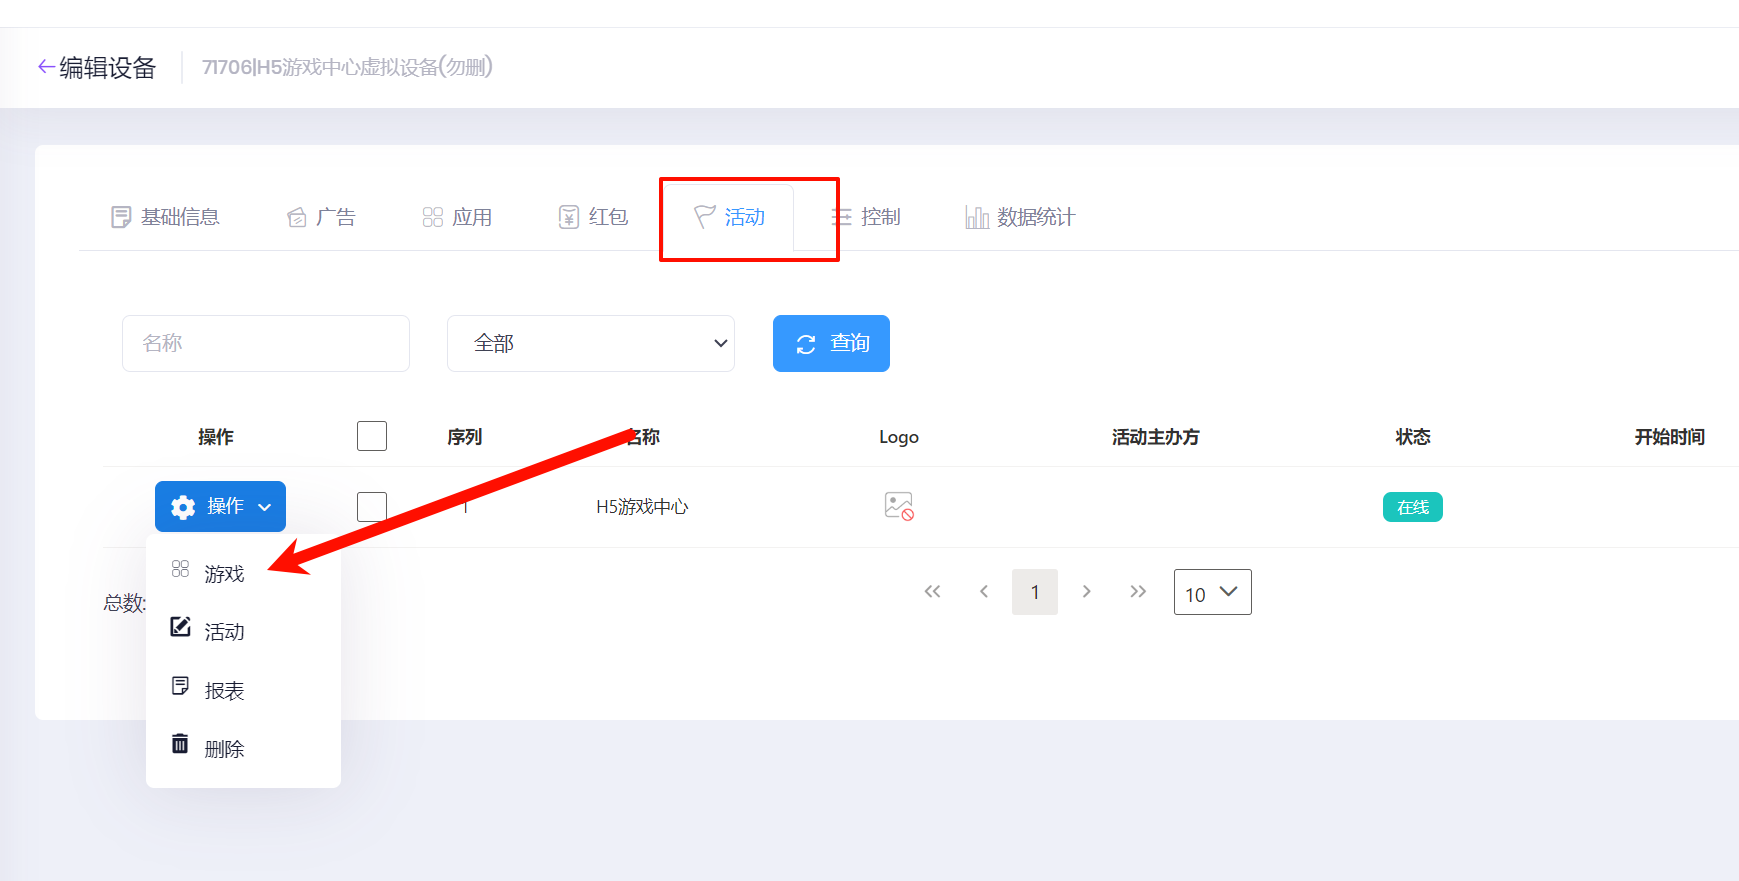 编辑设备 71706|H5游戏中心虚拟设备(勿删)
基础信息 广告 应用 红包 活动 控制 数据统计
名称 全部 查询
操作 序列 名称 Logo 活动主办方 状态 开始时间
操作 1 H5游戏中心 在线
游戏
总数: 1 10
活动
报表
删除